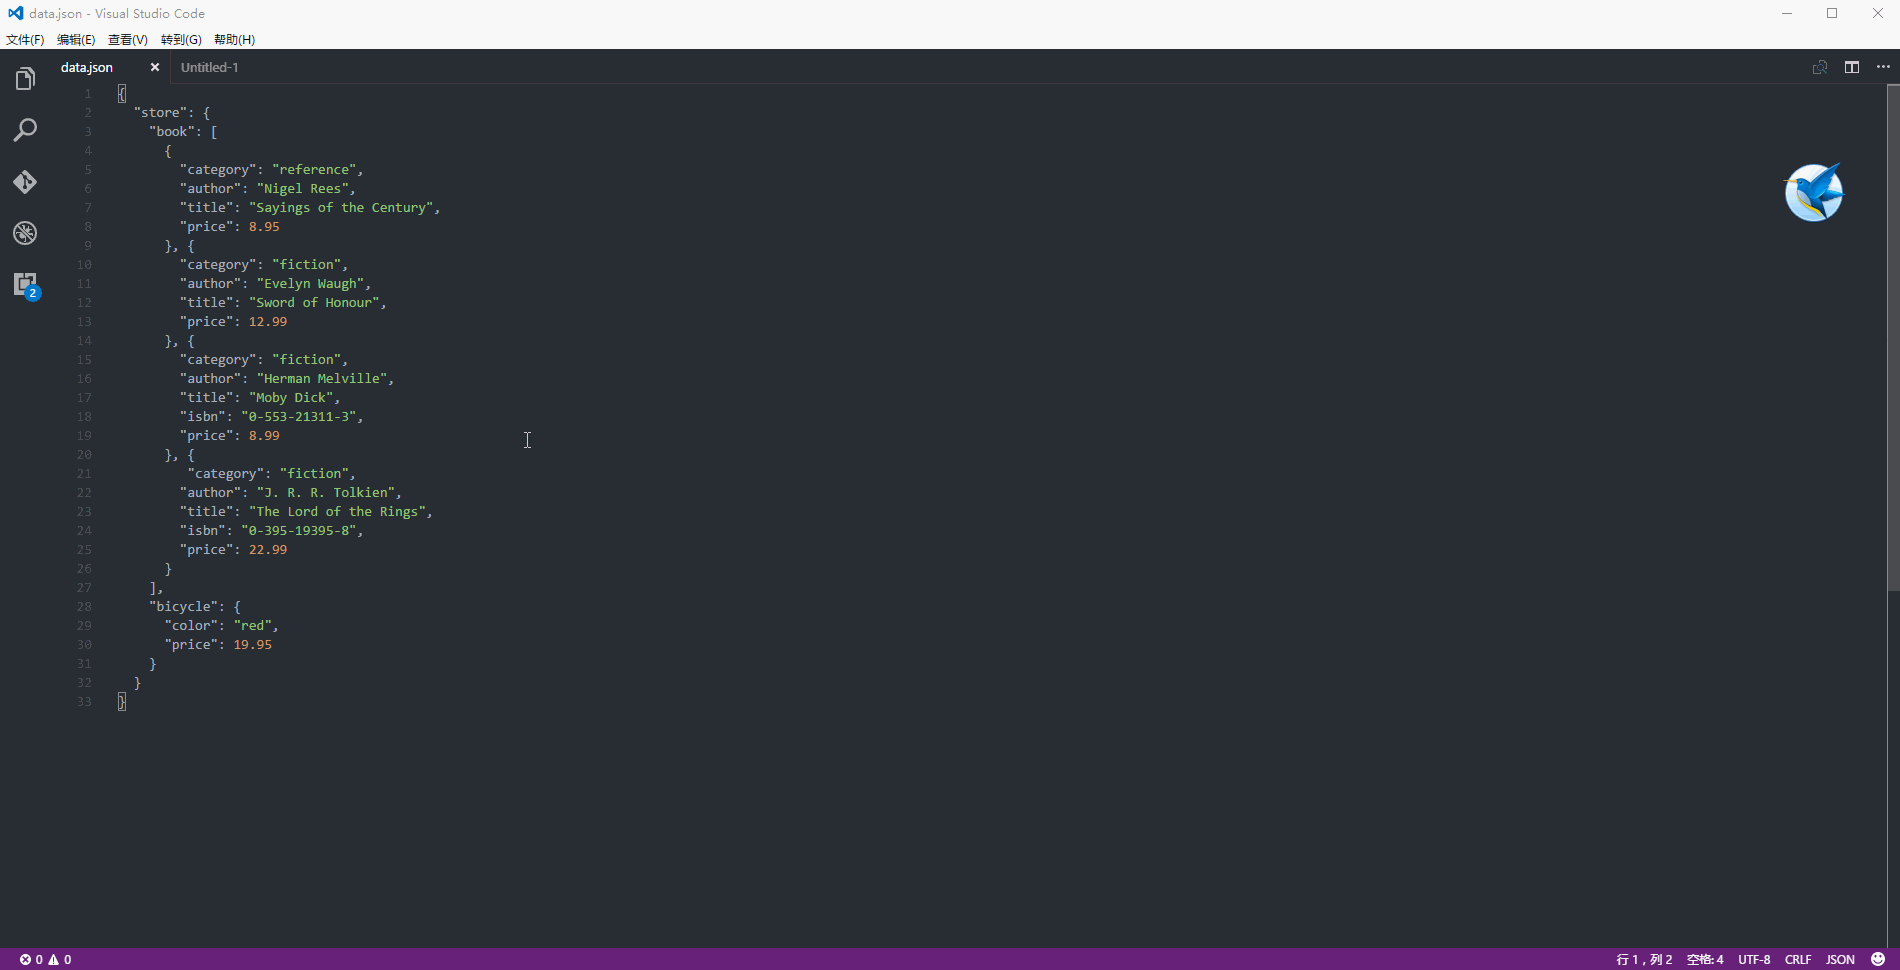 data.json - Visual Studio Code
文件(F) 编辑(E) 查看(V) 转到(G) 帮助(H)
data.json Untitled-1
1 {
2 "store": {
3 "book": [
4 {
5 "category": "reference",
6 "author": "Nigel Rees",
7 "title": "Sayings of the Century",
8 "price": 8.95
9 }, {
10 "category": "fiction",
11 "author": "Evelyn Waugh",
12 "title": "Sword of Honour",
13 "price": 12.99
14 }, {
15 "category": "fiction",
16 "author": "Herman Melville",
17 "title": "Moby Dick",
18 "isbn": "0-553-21311-3",
19 "price": 8.99
20 }, {
21 "category": "fiction",
22 "author": "J. R. R. Tolkien",
23 "title": "The Lord of the Rings",
24 "isbn": "0-395-19395-8",
25 "price": 22.99
26 }
27 ],
28 "bicycle": {
29 "color": "red",
30 "price": 19.95
31 }
32 }
33 }
2
0 0 行 1，列 2 空格: 4 UTF-8 CRLF JSON